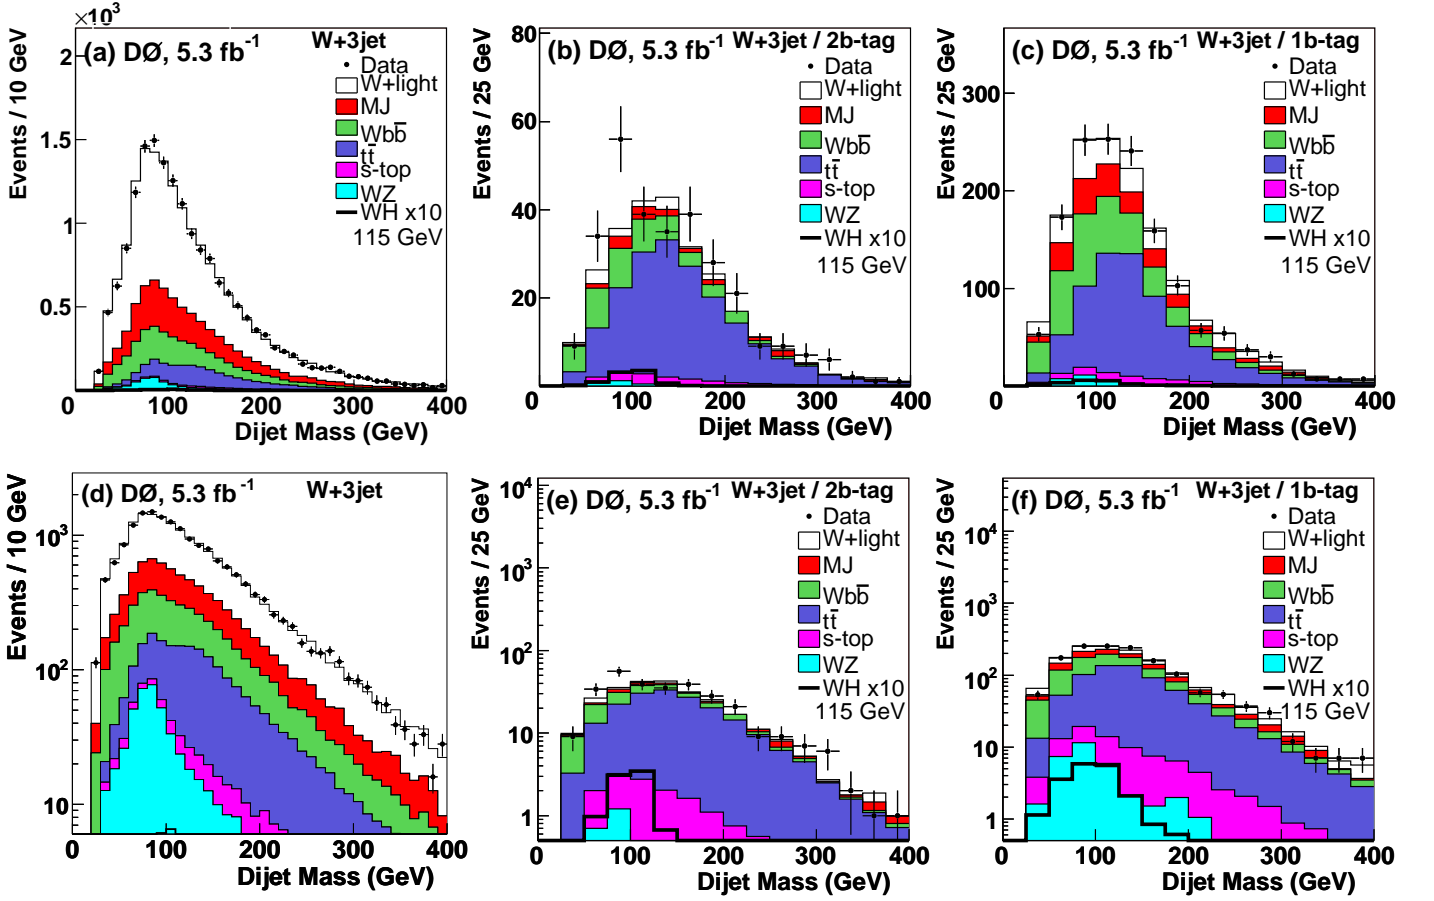 ×10³
(a) DØ, 5.3 fb⁻¹ W+3jet
Data
W+light
MJ
Wbb̄
tt̄
s-top
WZ
WH x10
115 GeV
Events / 10 GeV
2
1.5
1
0.5
0 100 200 300 400
Dijet Mass (GeV)
(b) DØ, 5.3 fb⁻¹ W+3jet / 2b-tag
Data
W+light
MJ
Wbb̄
tt̄
s-top
WZ
WH x10
115 GeV
Events / 25 GeV
80
60
40
20
0 100 200 300 400
Dijet Mass (GeV)
(c) DØ, 5.3 fb⁻¹ W+3jet / 1b-tag
Data
W+light
MJ
Wbb̄
tt̄
s-top
WZ
WH x10
115 GeV
Events / 25 GeV
300
200
100
0 100 200 300 400
Dijet Mass (GeV)
(d) DØ, 5.3 fb⁻¹ W+3jet
Events / 10 GeV
10³
10²
10
0 100 200 300 400
Dijet Mass (GeV)
(e) DØ, 5.3 fb⁻¹ W+3jet / 2b-tag
Data
W+light
MJ
Wbb̄
tt̄
s-top
WZ
WH x10
115 GeV
Events / 25 GeV
10⁴
10³
10²
10
1
0 100 200 300 400
Dijet Mass (GeV)
(f) DØ, 5.3 fb⁻¹ W+3jet / 1b-tag
Data
W+light
MJ
Wbb̄
tt̄
s-top
WZ
WH x10
115 GeV
Events / 25 GeV
10⁴
10³
10²
10
1
0 100 200 300 400
Dijet Mass (GeV)